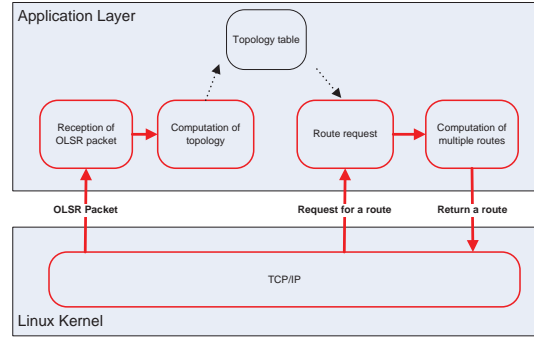 Application Layer
Topology table
Reception of
OLSR packet
Computation of
topology
Route request
Computation of
multiple routes
OLSR Packet
Request for a route
Return a route
TCP/IP
Linux Kernel